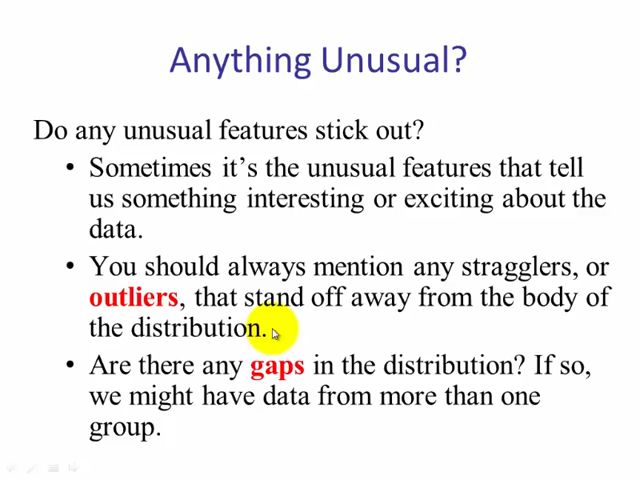 Anything Unusual?
Do any unusual features stick out?
• Sometimes it’s the unusual features that tell
us something interesting or exciting about the
data.
• You should always mention any stragglers, or
outliers, that stand off away from the body of
the distribution.
• Are there any gaps in the distribution? If so,
we might have data from more than one
group.